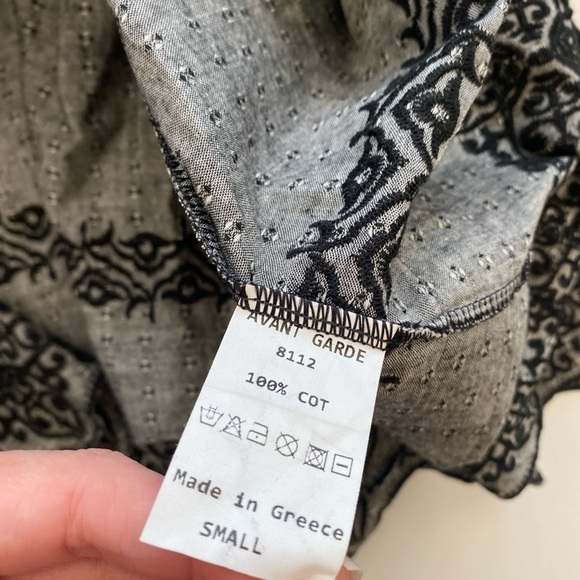 AVANT GARDE
8112
100% COT
Made in Greece
SMALL